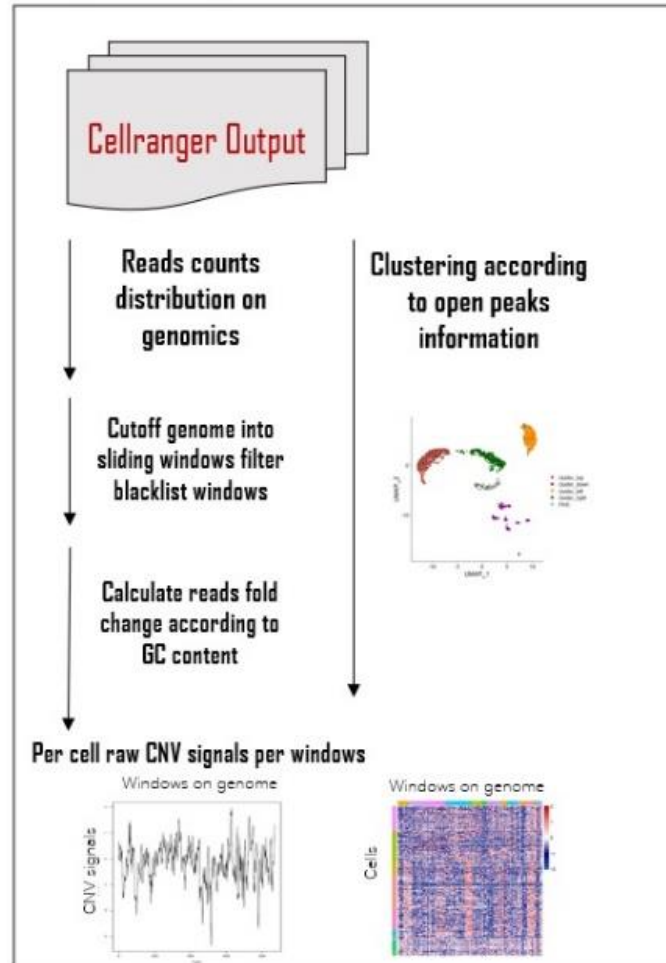 Cellranger Output
Reads counts
distribution on
genomics
Clustering according
to open peaks
information
Cutoff genome into
sliding windows filter
blacklist windows
UMAP_1
Calculate reads fold
change according to
GC content
Per cell raw CNV signals per windows
Windows on genome
Windows on genome
CNV signals
Cells